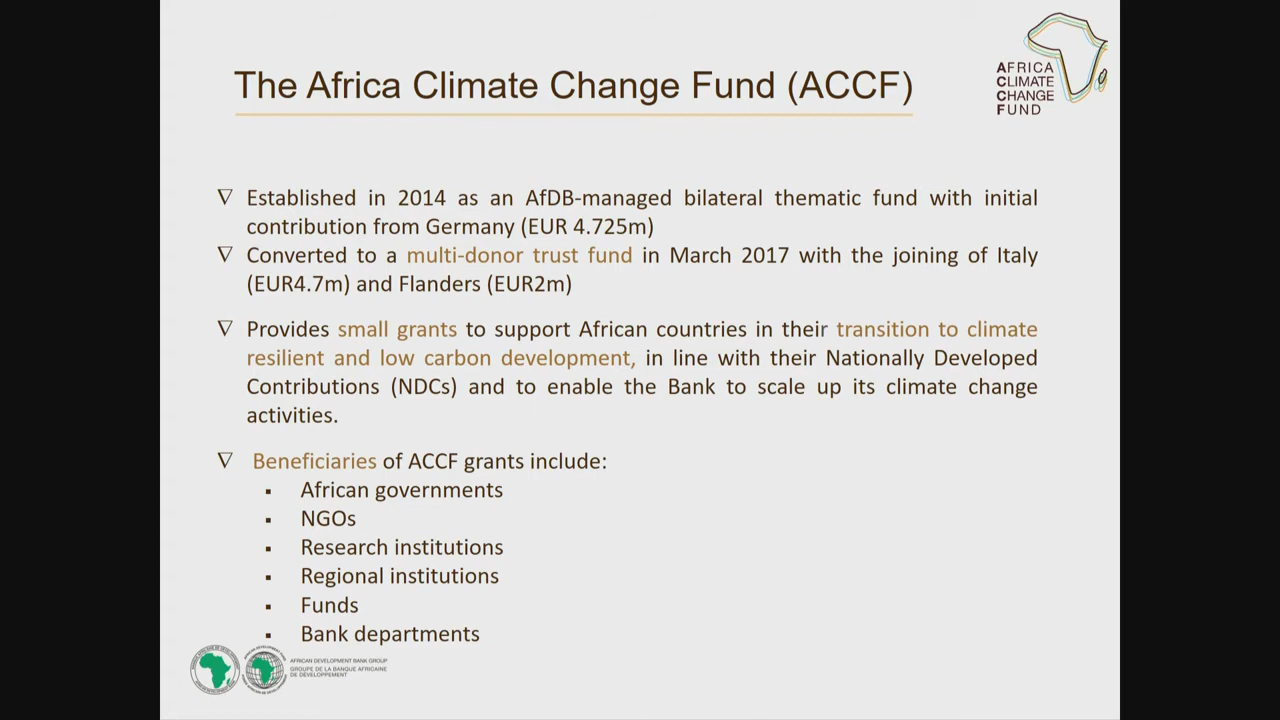 The Africa Climate Change Fund (ACCF)
AFRICA
CLIMATE
CHANGE
FUND
∇ Established in 2014 as an AfDB-managed bilateral thematic fund with initial
contribution from Germany (EUR 4.725m)
∇ Converted to a multi-donor trust fund in March 2017 with the joining of Italy
(EUR4.7m) and Flanders (EUR2m)
∇ Provides small grants to support African countries in their transition to climate
resilient and low carbon development, in line with their Nationally Developed
Contributions (NDCs) and to enable the Bank to scale up its climate change
activities.
∇ Beneficiaries of ACCF grants include:
▪ African governments
▪ NGOs
▪ Research institutions
▪ Regional institutions
▪ Funds
▪ Bank departments
AFRICAN DEVELOPMENT BANK GROUP
GROUPE DE LA BANQUE AFRICAINE
DE DÉVELOPPEMENT